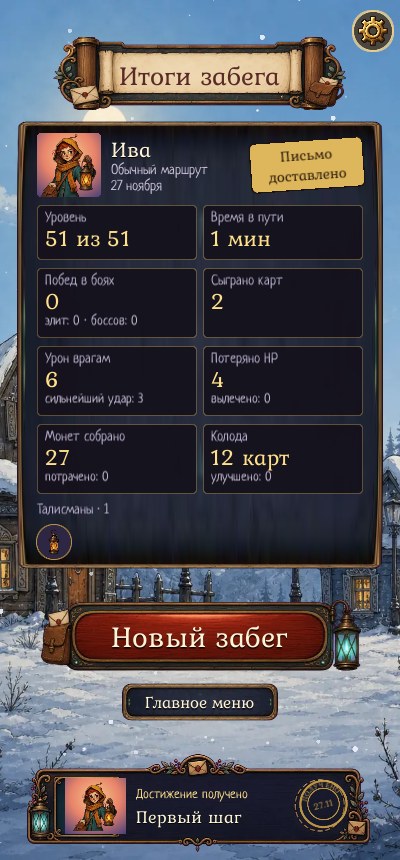 Итоги забега
Ива
Обычный маршрут
27 ноября
Письмо
доставлено
Уровень
51 из 51
Время в пути
1 мин
Побед в боях
0
элит: 0 · боссов: 0
Сыграно карт
2
Урон врагам
6
сильнейший удар: 3
Потеряно HP
4
вылечено: 0
Монет собрано
27
потрачено: 0
Колода
12 карт
улучшено: 0
Талисманы · 1
Новый забег
Главное меню
Достижение получено
Первый шаг
27.11